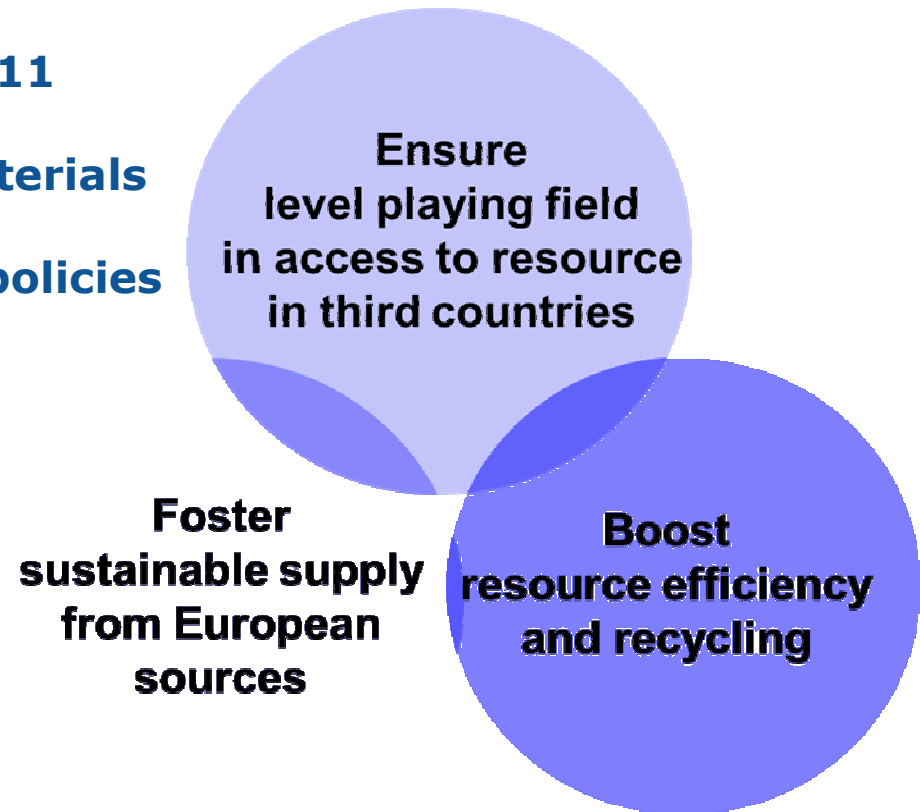 11
terials
policies
Ensure
level playing field
in access to resource
in third countries
Foster
sustainable supply
from European
sources
Boost
resource efficiency
and recycling